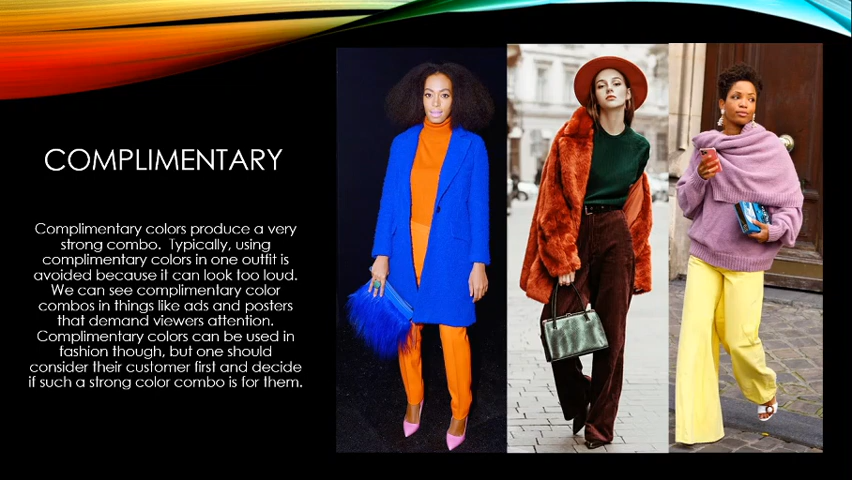 COMPLIMENTARY
Complimentary colors produce a very
strong combo. Typically, using
complimentary colors in one outfit is
avoided because it can look too loud.
We can see complimentary color
combos in things like ads and posters
that demand viewers attention.
Complimentary colors can be used in
fashion though, but one should
consider their customer first and decide
if such a strong color combo is for them.